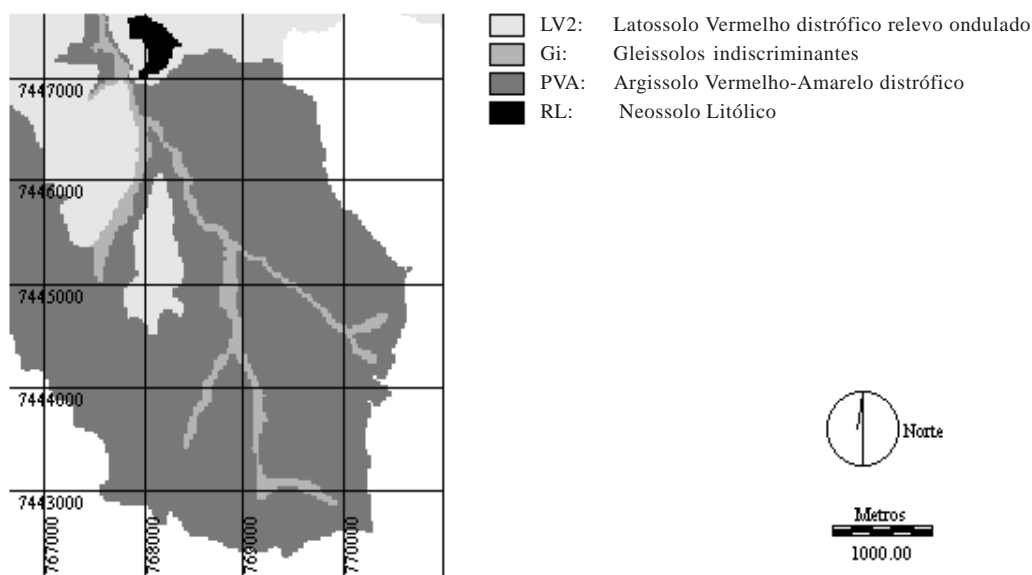 LV2: Latossolo Vermelho distrófico relevo ondulado
Gi: Gleissolos indiscriminantes
PVA: Argissolo Vermelho-Amarelo distrófico
RL: Neossolo Litólico
7447000
7446000
7445000
7444000
7443000
767000
768000
769000
770000
Norte
Metros
1000.00